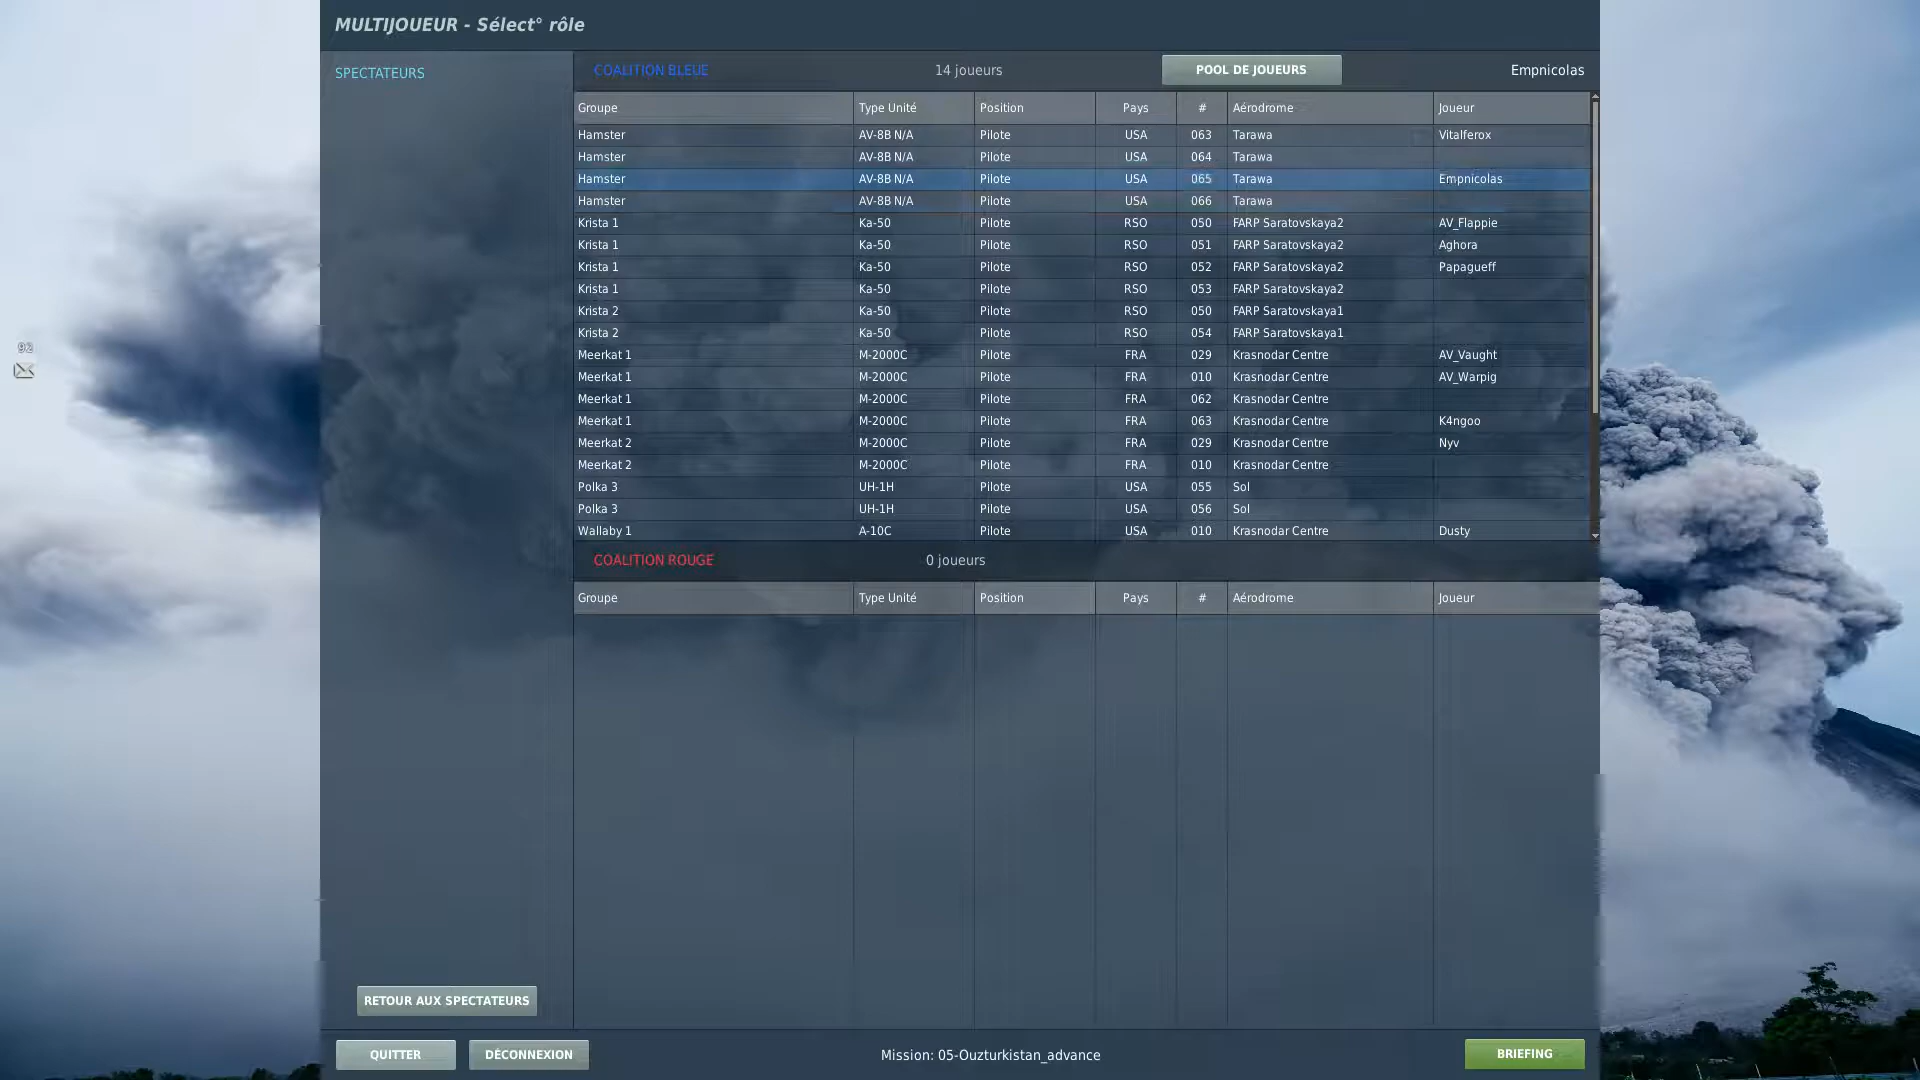 MULTIJOUEUR - Sélect° rôle
SPECTATEURS
COALITION BLEUE 14 joueurs POOL DE JOUEURS Empnicolas
Groupe Type Unité Position Pays # Aérodrome Joueur
Hamster AV-8B N/A Pilote USA 063 Tarawa Vitalferox
Hamster AV-8B N/A Pilote USA 064 Tarawa
Hamster AV-8B N/A Pilote USA 065 Tarawa Empnicolas
Hamster AV-8B N/A Pilote USA 066 Tarawa
Krista 1 Ka-50 Pilote RSO 050 FARP Saratovskaya2 AV_Flappie
Krista 1 Ka-50 Pilote RSO 051 FARP Saratovskaya2 Aghora
Krista 1 Ka-50 Pilote RSO 052 FARP Saratovskaya2 Papagueff
Krista 1 Ka-50 Pilote RSO 053 FARP Saratovskaya2
Krista 2 Ka-50 Pilote RSO 050 FARP Saratovskaya1
Krista 2 Ka-50 Pilote RSO 054 FARP Saratovskaya1
Meerkat 1 M-2000C Pilote FRA 029 Krasnodar Centre AV_Vaught
Meerkat 1 M-2000C Pilote FRA 010 Krasnodar Centre AV_Warpig
Meerkat 1 M-2000C Pilote FRA 062 Krasnodar Centre
Meerkat 1 M-2000C Pilote FRA 063 Krasnodar Centre K4ngoo
Meerkat 2 M-2000C Pilote FRA 029 Krasnodar Centre Nyv
Meerkat 2 M-2000C Pilote FRA 010 Krasnodar Centre
Polka 3 UH-1H Pilote USA 055 Sol
Polka 3 UH-1H Pilote USA 056 Sol
Wallaby 1 A-10C Pilote USA 010 Krasnodar Centre Dusty
COALITION ROUGE 0 joueurs
Groupe Type Unité Position Pays # Aérodrome Joueur
92
RETOUR AUX SPECTATEURS
QUITTER DÉCONNEXION Mission: 05-Ouzturkistan_advance BRIEFING